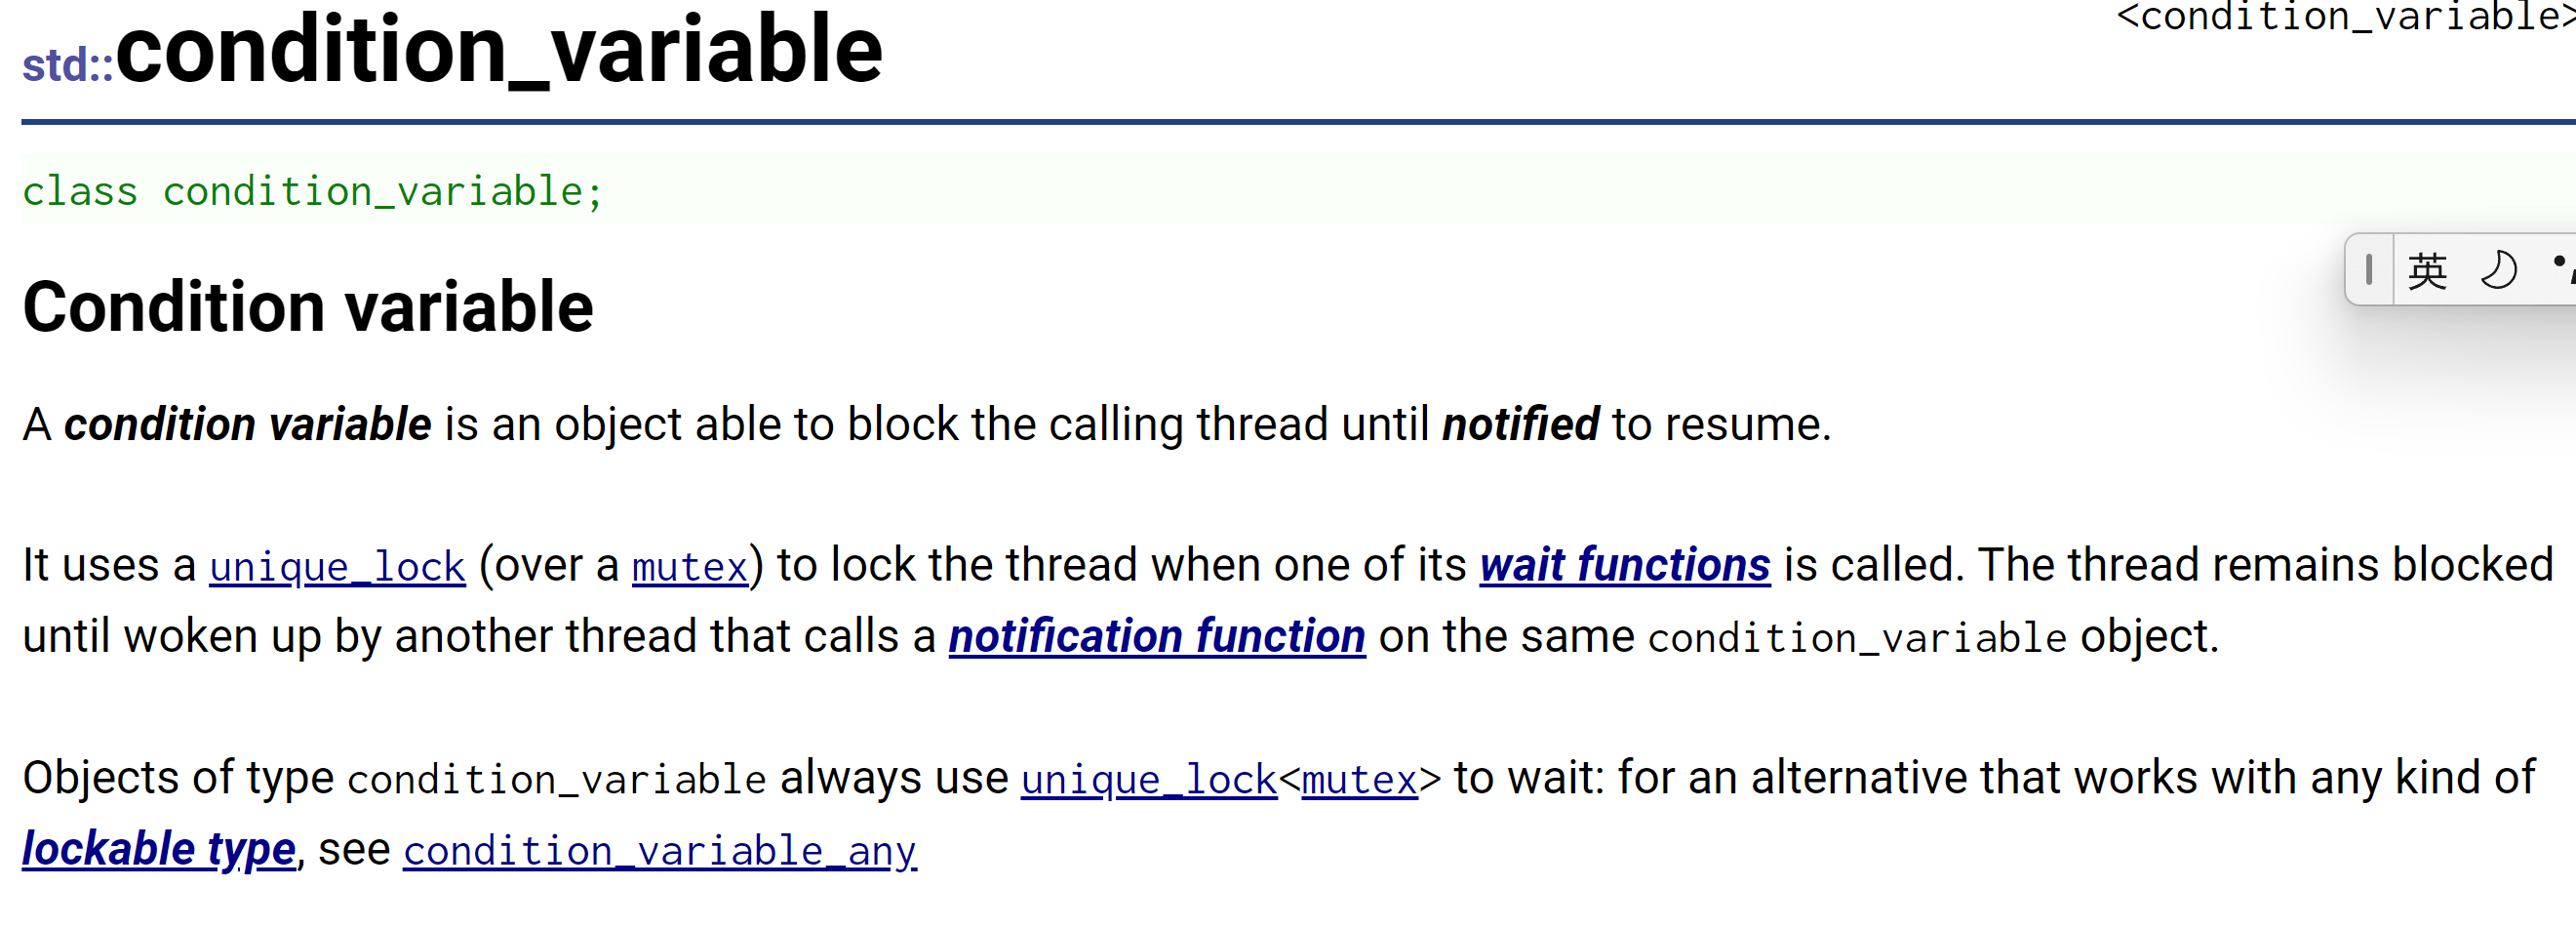 <condition_variable>
std::condition_variable
class condition_variable;
英
Condition variable
A condition variable is an object able to block the calling thread until notified to resume.
It uses a unique_lock (over a mutex) to lock the thread when one of its wait functions is called. The thread remains blocked
until woken up by another thread that calls a notification function on the same condition_variable object.
Objects of type condition_variable always use unique_lock<mutex> to wait: for an alternative that works with any kind of
lockable type, see condition_variable_any